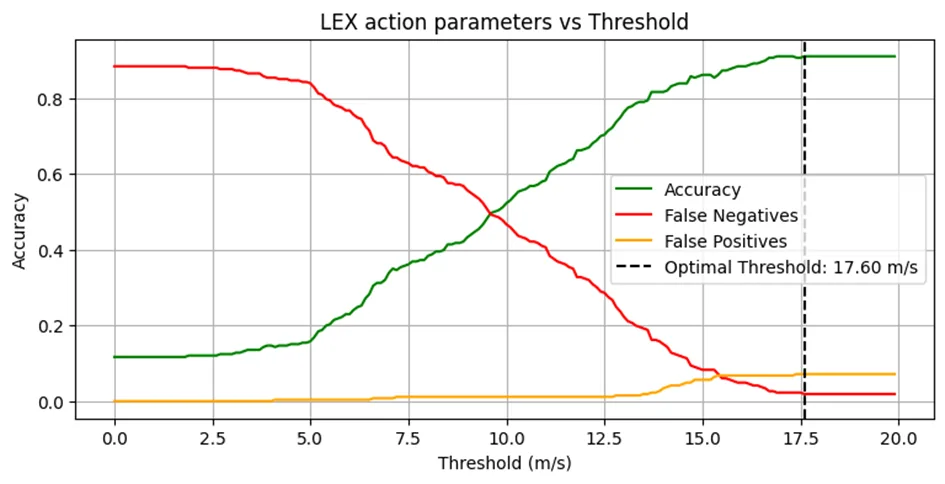 LEX action parameters vs Threshold
Accuracy
0.8
0.6
0.4
0.2
0.0
Accuracy
False Negatives
False Positives
Optimal Threshold: 17.60 m/s
0.0 2.5 5.0 7.5 10.0 12.5 15.0 17.5 20.0
Threshold (m/s)